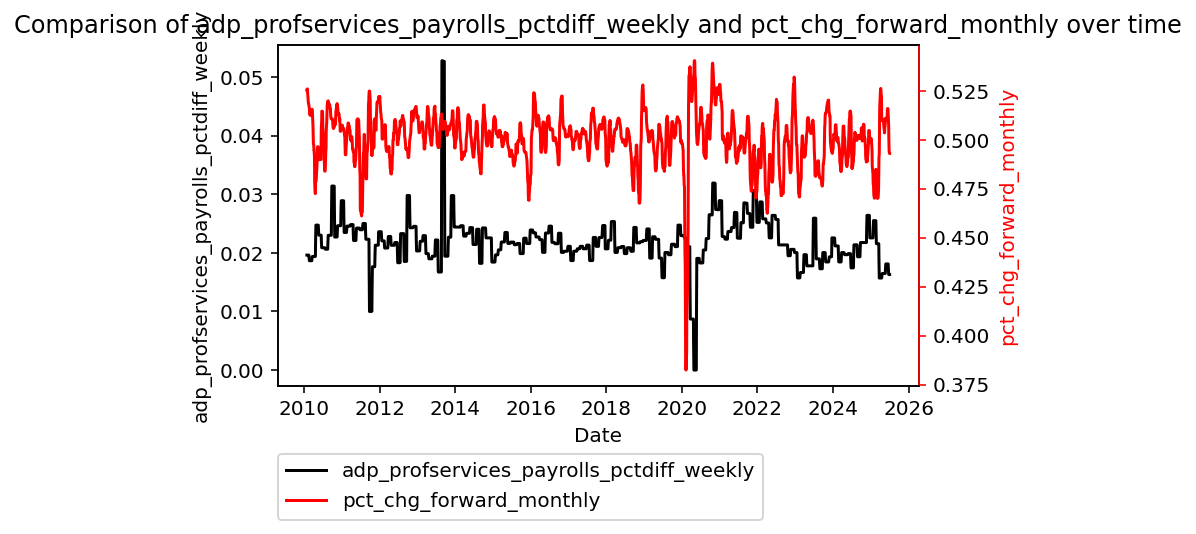 Comparison of adp_profservices_payrolls_pctdiff_weekly and pct_chg_forward_monthly over time
adp_profservices_payrolls_pctdiff_weekly
0.05
0.04
0.03
0.02
0.01
0.00
0.525
0.500
0.475
0.450
0.425
0.400
0.375
pct_chg_forward_monthly
2010 2012 2014 2016 2018 2020 2022 2024 2026
Date
adp_profservices_payrolls_pctdiff_weekly
pct_chg_forward_monthly